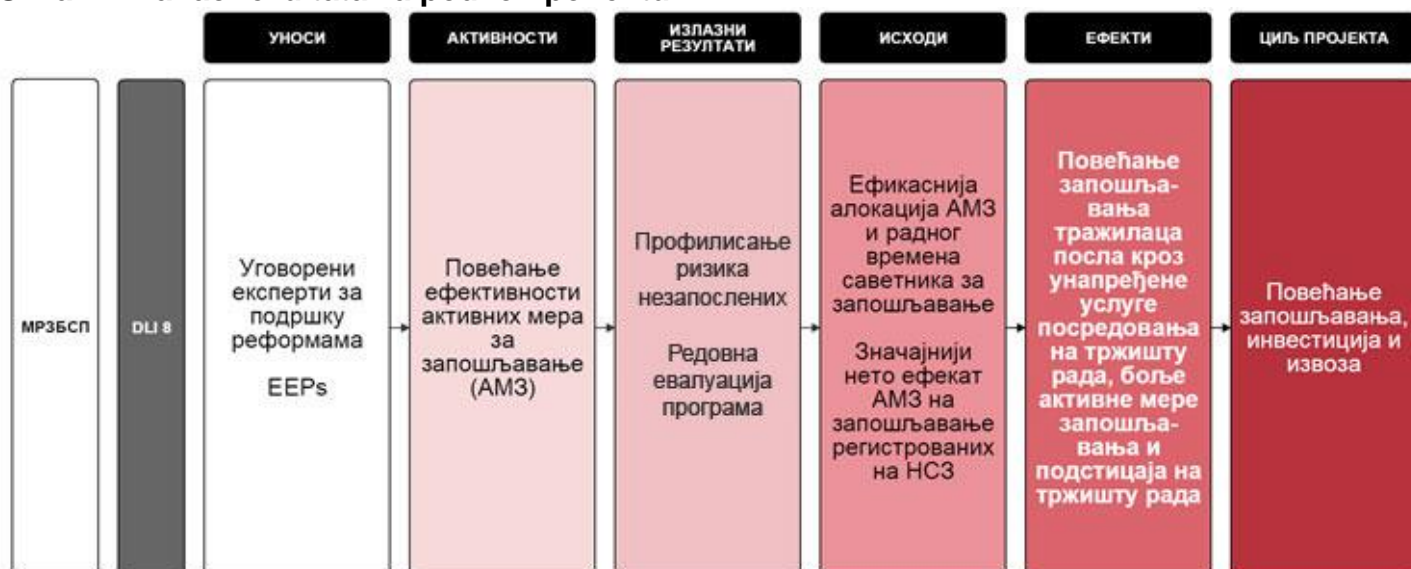 УНОСИ
АКТИВНОСТИ
ИЗЛАЗНИ
РЕЗУЛТАТИ
ИСХОДИ
ЕФЕКТИ
ЦИЉ ПРОЈЕКТА
МРЗБСП
DLI 8
Уговорени
експерти за
подршку
реформама
EEPs
Повећање
ефективности
активних мера
за
запошљавање
(АМЗ)
Профилисање
ризика
незапослених
Редовна
евалуација
програма
Ефикаснија
алокација АМЗ
и радног
времена
саветника за
запошљавање
Значајнији
нето ефекат
АМЗ на
запошљавање
регистрованих
на НСЗ
Повећање
запошља-
вања
тражилаца
посла кроз
унапређене
услуге
посредовања
на тржишту
рада, боље
активне мере
запошља-
вања и
подстицаја на
тржишту рада
Повећање
запошљавања,
инвестиција и
извоза